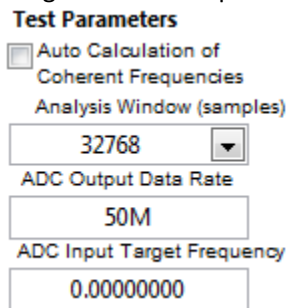 Test Parameters
Auto Calculation of
Coherent Frequencies
Analysis Window (samples)
32768
ADC Output Data Rate
50M
ADC Input Target Frequency
0.00000000